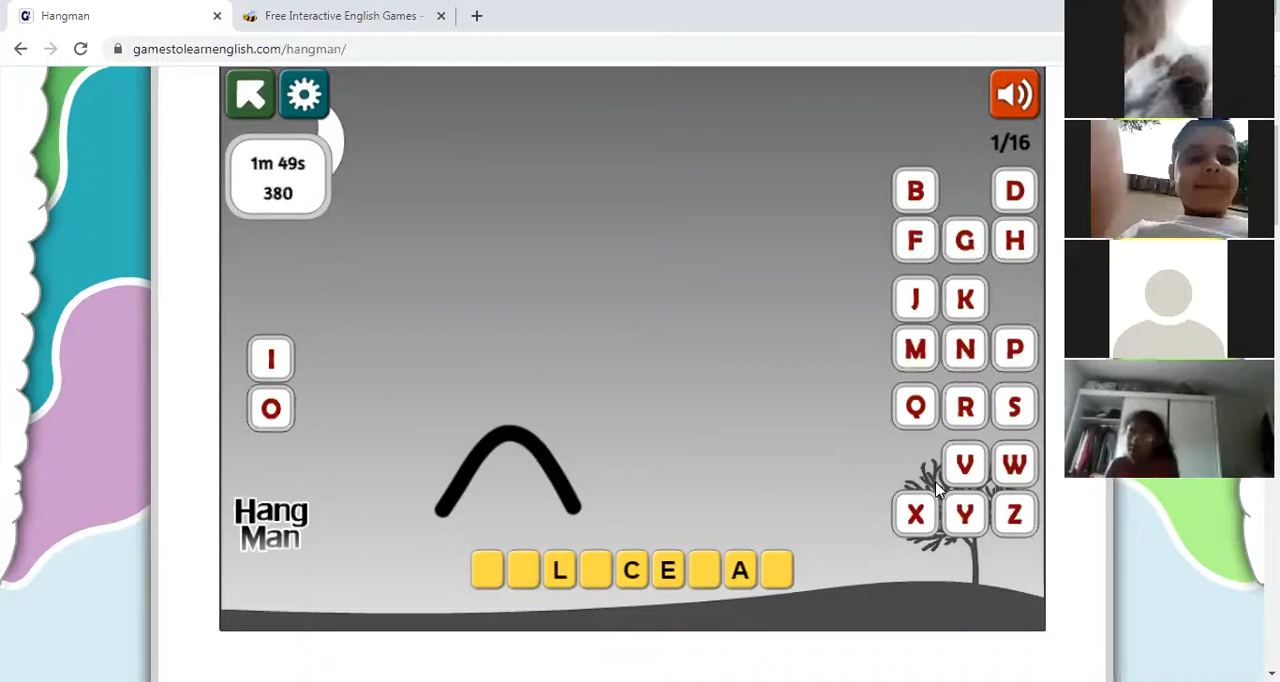 Hangman
Free Interactive English Games -
gamestolearnenglish.com/hangman/
1m 49s
380
1/16
B D
F G H
J K
M N P
Q R S
V W
X Y Z
I
O
Hang
Man
L C E A